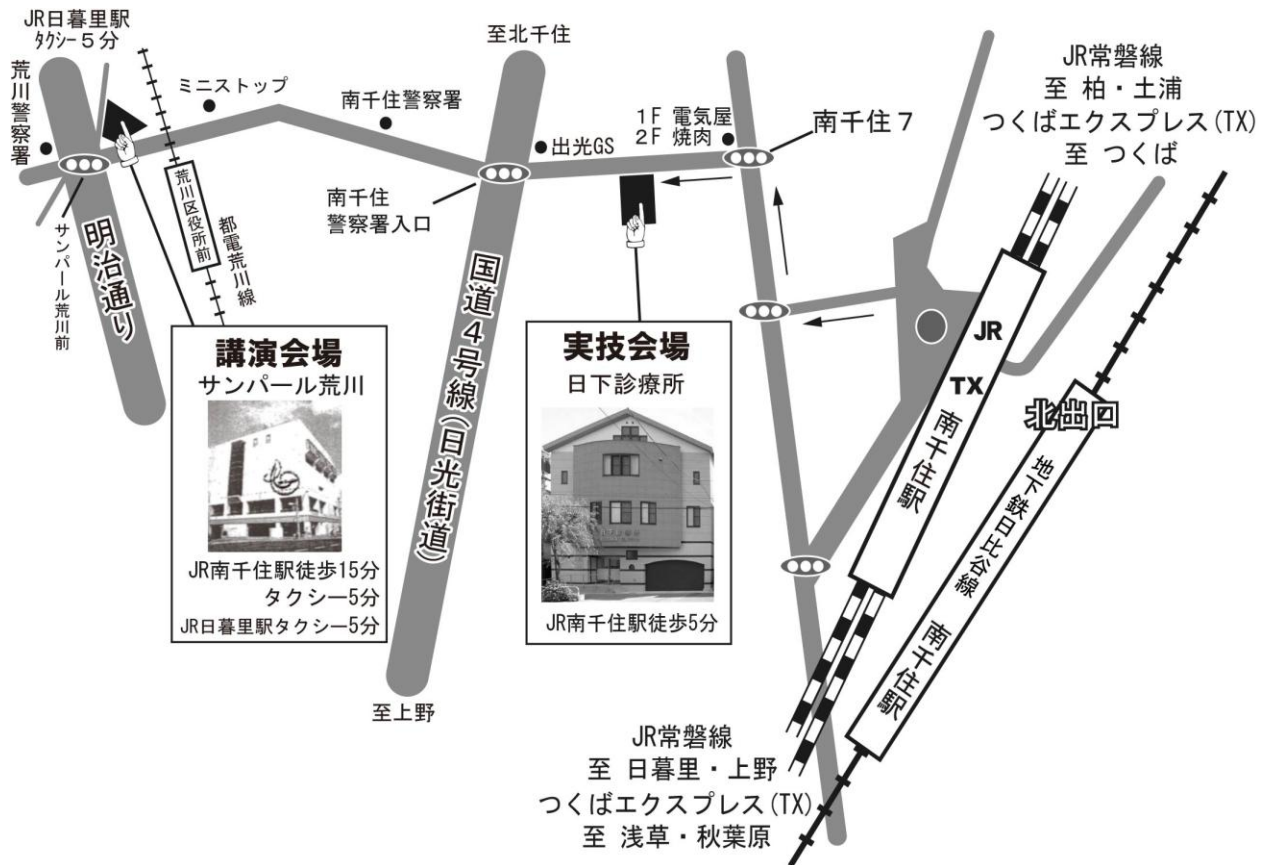 JR日暮里駅
タクシー５分
荒川警察署
ミニストップ
南千住警察署
至北千住
出光GS
1F 電気屋
2F 焼肉
南千住７
JR常磐線
至 柏・土浦
つくばエクスプレス(TX)
至 つくば
南千住
警察署入口
荒川区役所前
都電荒川線
サンパール荒川前
明治通り
国道４号線(日光街道)
講演会場
サンパール荒川
JR南千住駅徒歩15分
タクシー5分
JR日暮里駅タクシー5分
実技会場
日下診療所
JR南千住駅徒歩5分
JR
TX
南千住駅
北出口
地下鉄日比谷線 南千住駅
至上野
JR常磐線
至 日暮里・上野
つくばエクスプレス(TX)
至 浅草・秋葉原